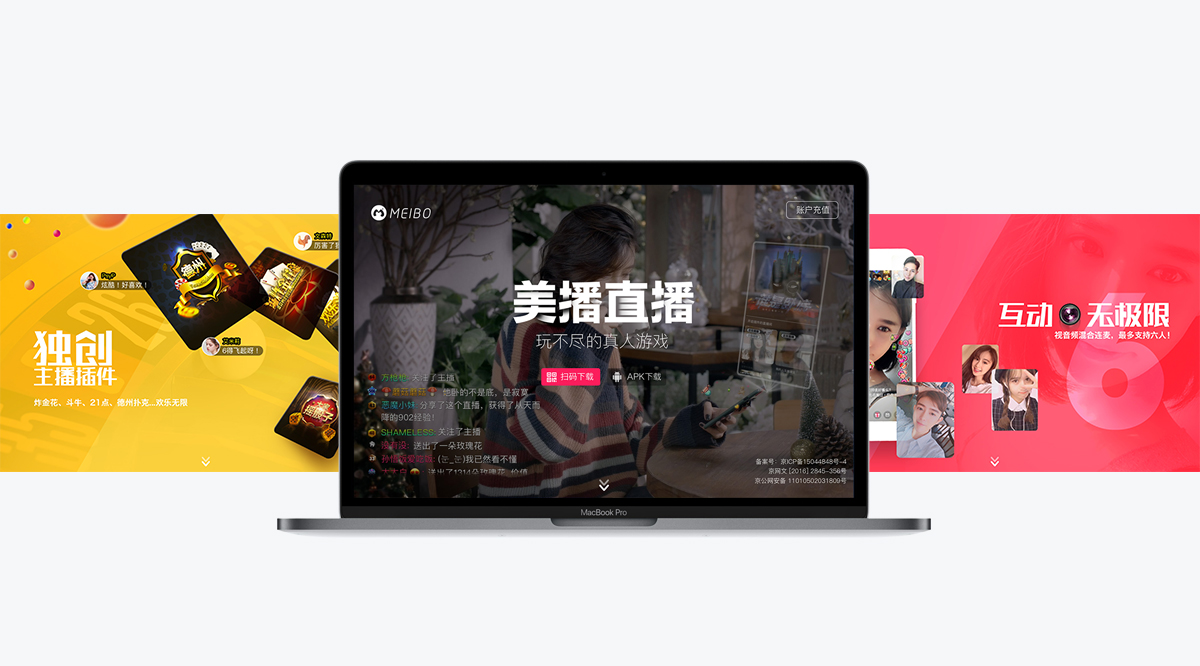 MEIBO
账户充值
美播直播
玩不尽的真人游戏
扫码下载
APK下载
关注了主播
他卧的不是底，是寂寞
恶魔小妹: 分享了这个直播，获得了从天而
降的902经验!
SHAMELESS: 关注了主播
送出了一朵玫瑰花
我已然看不懂
送出了1314朵玫瑰花，价值
备案号：京ICP备15044848号-4
京网文 [2016] 2845-356号
京公网安备 11010502031809号
MacBook Pro
炫酷！好喜欢！
厉害了
6得飞起呀！
德州
独创
主播插件
炸金花、斗牛、21点、德州扑克...欢乐无限
互动 无极限
视音频混合连麦，最多支持六人！
6